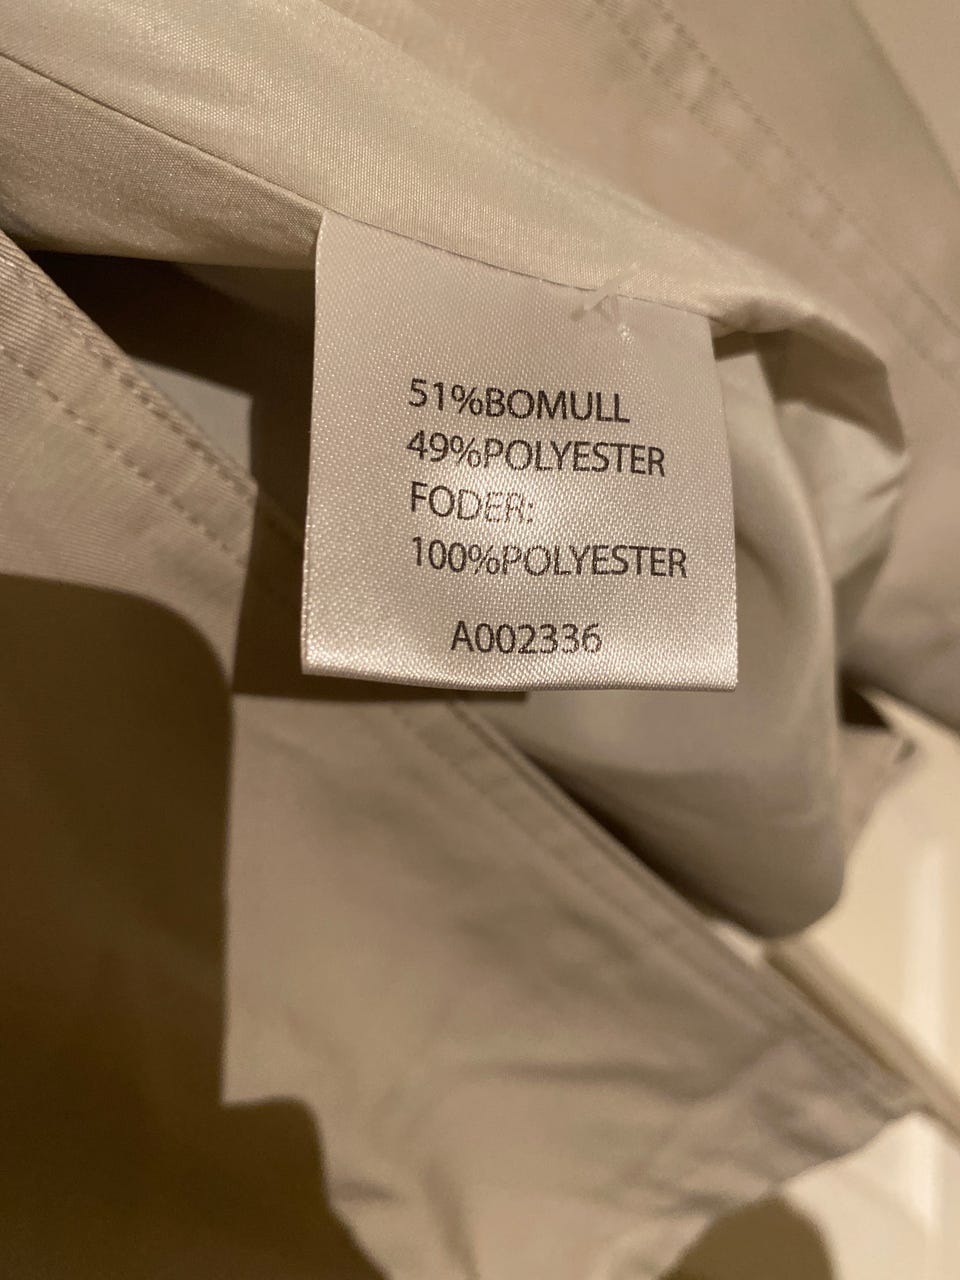 51%BOMULL
49%POLYESTER
FODER:
100%POLYESTER
A002336